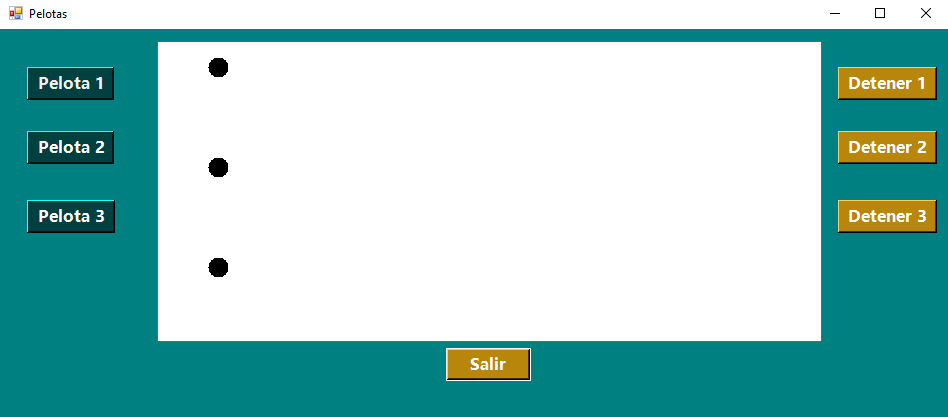 Pelotas
Pelota 1
Detener 1
Pelota 2
Detener 2
Pelota 3
Detener 3
Salir